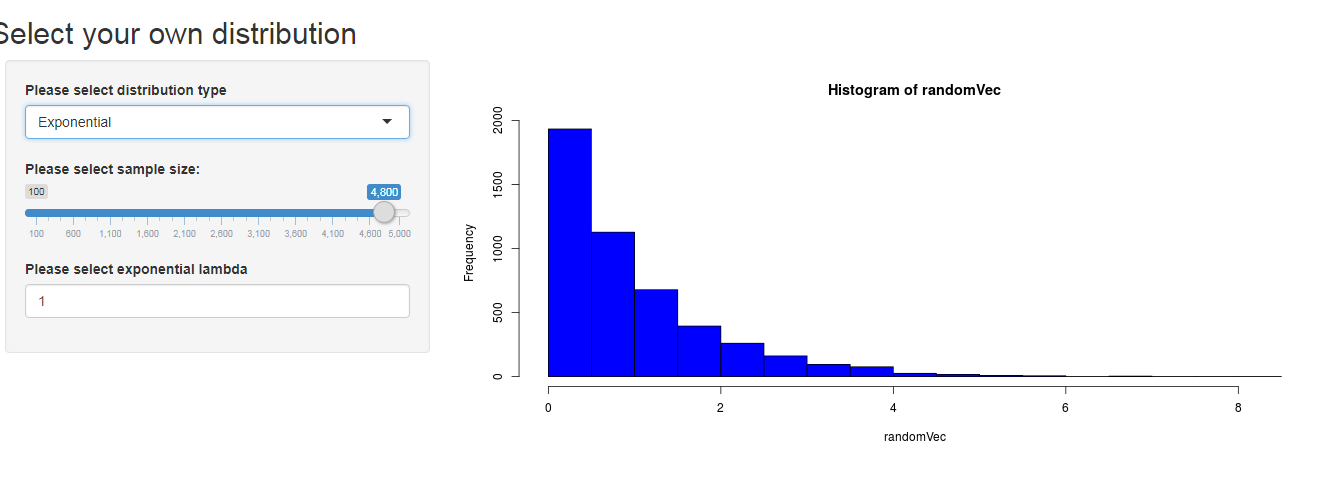 Select your own distribution
Please select distribution type
Exponential
Please select sample size:
100 4,800
100 600 1,100 1,600 2,100 2,600 3,100 3,600 4,100 4,600 5,000
Please select exponential lambda
1
Histogram of randomVec
Frequency
2000
1500
1000
500
0
0 2 4 6 8
randomVec